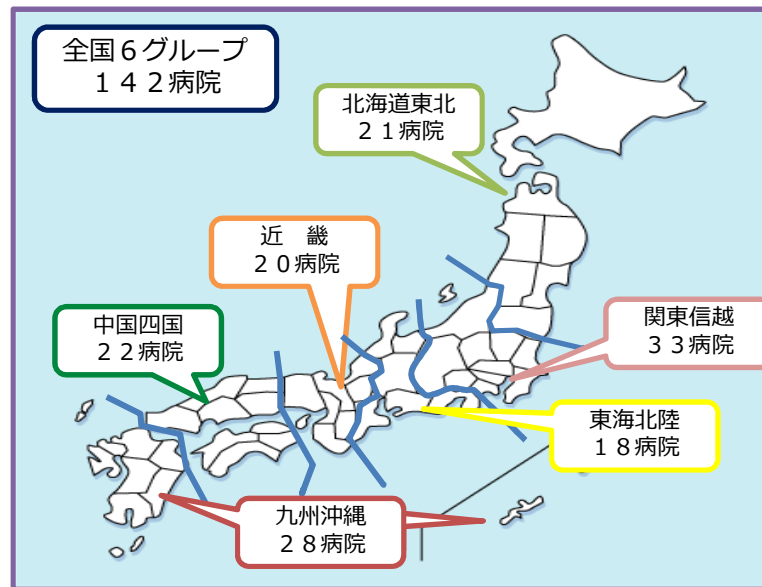 全国６グループ
１４２病院
北海道東北
２１病院
近　畿
２０病院
中国四国
２２病院
関東信越
３３病院
東海北陸
１８病院
九州沖縄
２８病院